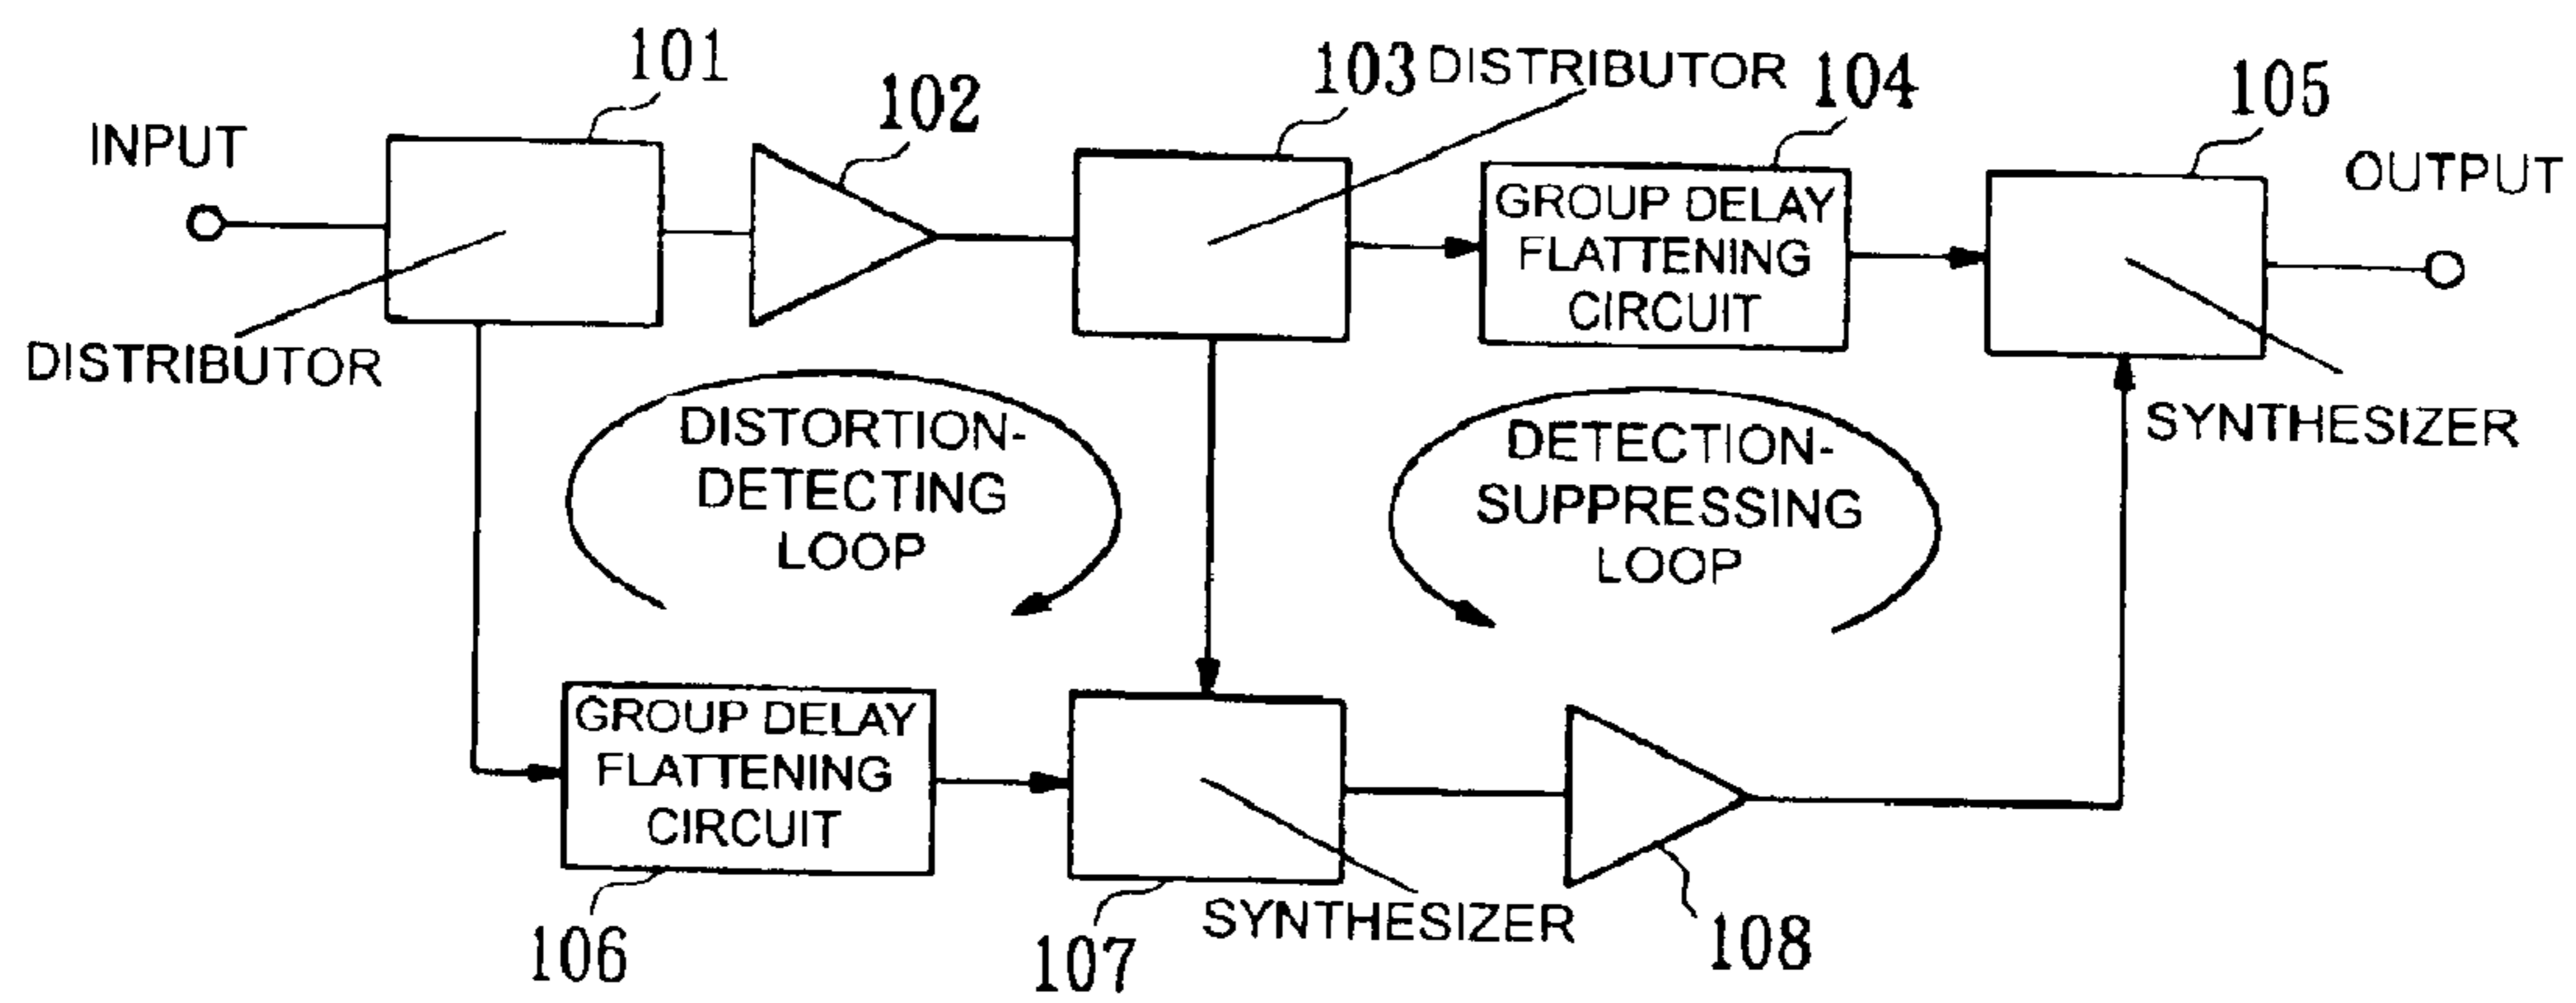 101
102
103 DISTRIBUTOR
104
105
INPUT
OUTPUT
GROUP DELAY
FLATTENING
CIRCUIT
DISTRIBUTOR
DISTORTION-
DETECTING
LOOP
DETECTION-
SUPPRESSING
LOOP
SYNTHESIZER
GROUP DELAY
FLATTENING
CIRCUIT
SYNTHESIZER
106
107
108